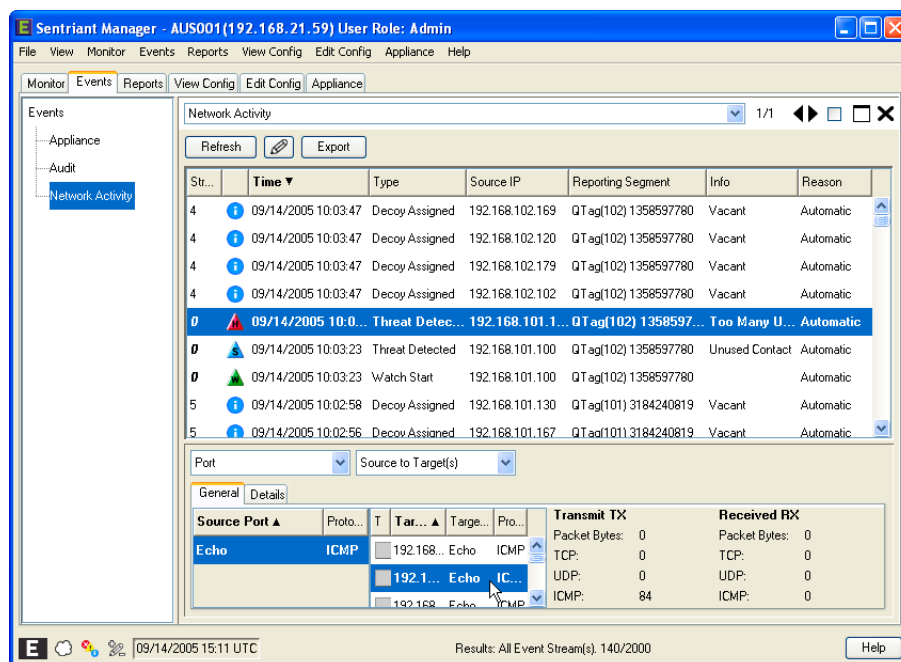 E Sentriant Manager - AUS001(192.168.21.59) User Role: Admin
File View Monitor Events Reports View Config Edit Config Appliance Help
Monitor Events Reports View Config Edit Config Appliance
Events
Appliance
Audit
Network Activity
Network Activity 1/1
Refresh Export
Str... Time Type Source IP Reporting Segment Info Reason
4 i 09/14/2005 10:03:47 Decoy Assigned 192.168.102.169 QTag(102) 1358597780 Vacant Automatic
4 i 09/14/2005 10:03:47 Decoy Assigned 192.168.102.120 QTag(102) 1358597780 Vacant Automatic
4 i 09/14/2005 10:03:47 Decoy Assigned 192.168.102.179 QTag(102) 1358597780 Vacant Automatic
4 i 09/14/2005 10:03:47 Decoy Assigned 192.168.102.102 QTag(102) 1358597780 Vacant Automatic
0 H 09/14/2005 10:0... Threat Detec... 192.168.101.1... QTag(102) 1358597... Too Many U... Automatic
0 S 09/14/2005 10:03:23 Threat Detected 192.168.101.100 QTag(102) 1358597780 Unused Contact Automatic
0 W 09/14/2005 10:03:23 Watch Start 192.168.101.100 QTag(102) 1358597780 Automatic
5 i 09/14/2005 10:02:58 Decoy Assigned 192.168.101.130 QTag(101) 3184240819 Vacant Automatic
5 i 09/14/2005 10:02:56 Decoy Assigned 192.168.101.167 QTag(101) 3184240819 Vacant Automatic
Port Source to Target(s)
General Details
Source Port Proto... T Tar... Targe... Pro... Transmit TX Received RX
Packet Bytes: 0 Packet Bytes: 0
Echo ICMP 192.168... Echo ICMP TCP: 0 TCP: 0
192.1... Echo IC... UDP: 0 UDP: 0
192.168... Echo ICMP ICMP: 84 ICMP: 0
E 09/14/2005 15:11 UTC Results: All Event Stream(s). 140/2000 Help